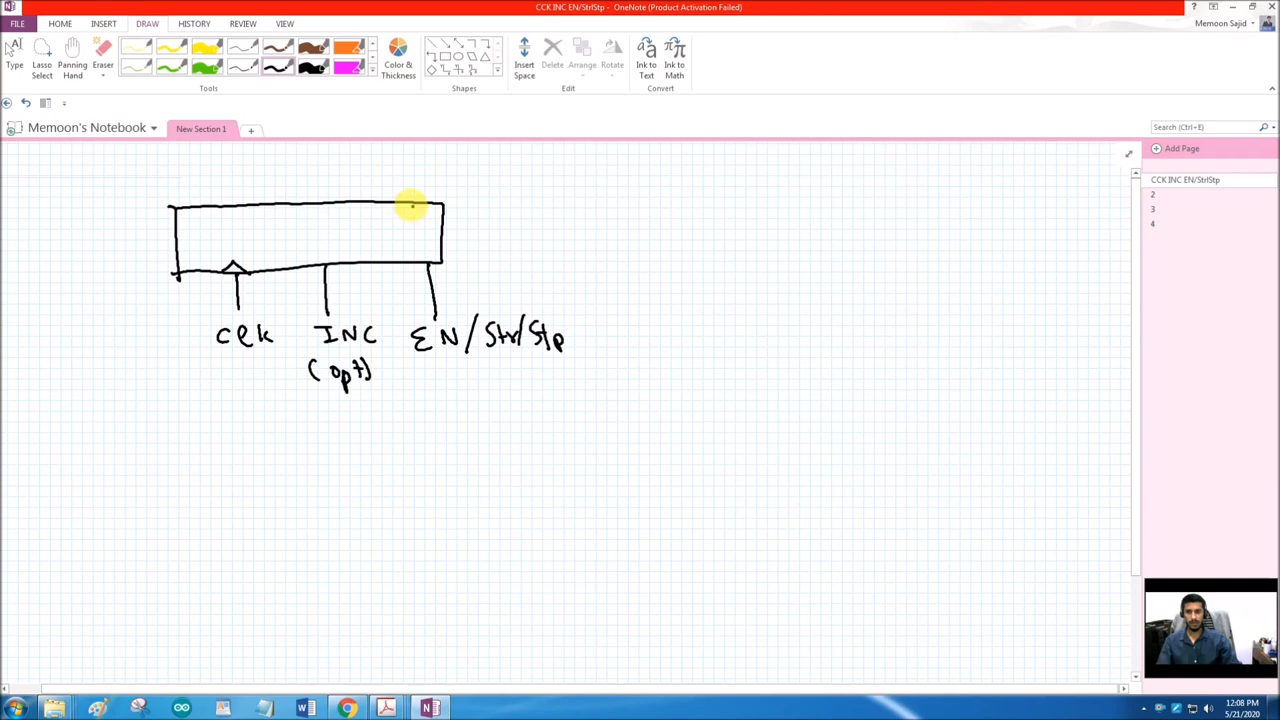 CCK INC EN/StrlStp - OneNote (Product Activation Failed)
FILE HOME INSERT DRAW HISTORY REVIEW VIEW
Memoon Sajid
Type Lasso Select Panning Hand Eraser Color & Thickness Insert Space Delete Arrange Rotate Ink to Text Ink to Math
Tools Shapes Edit Convert
Memoon's Notebook New Section 1
Search (Ctrl+E)
Add Page
CCK INC EN/StrlStp
2
3
4
Clk INC EN/Str/Stp
(opt)
12:08 PM
5/21/2020